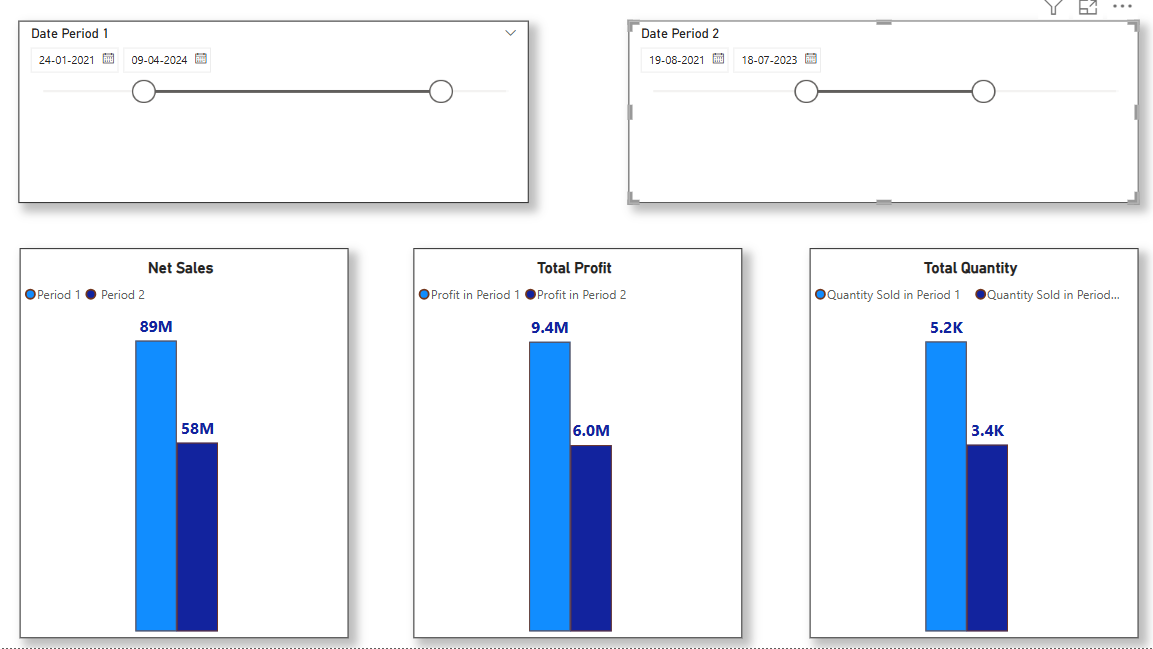 Date Period 1
24-01-2021 09-04-2024
Date Period 2
19-08-2021 18-07-2023
Net Sales
Period 1 Period 2
89M
58M
Total Profit
Profit in Period 1 Profit in Period 2
9.4M
6.0M
Total Quantity
Quantity Sold in Period 1 Quantity Sold in Period...
5.2K
3.4K